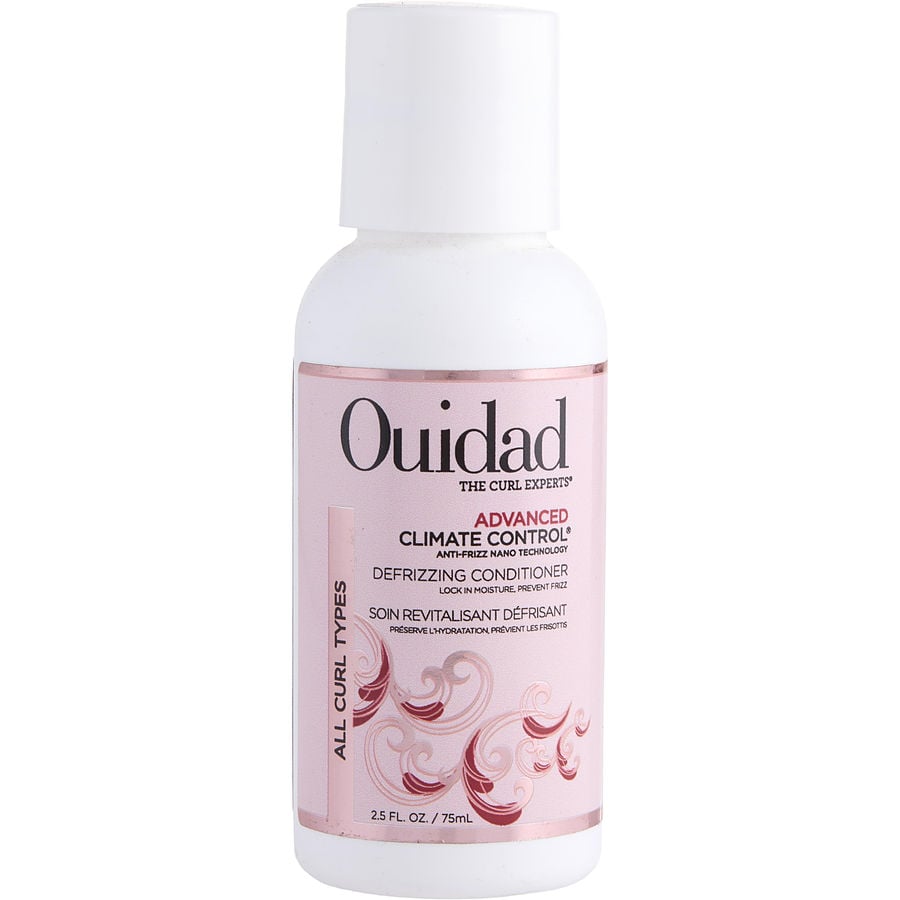 Ouidad
THE CURL EXPERTS®
ADVANCED
CLIMATE CONTROL®
ANTI-FRIZZ NANO TECHNOLOGY
DEFRIZZING CONDITIONER
LOCK IN MOISTURE, PREVENT FRIZZ
SOIN REVITALISANT DÉFRISANT
PRÉSERVE L'HYDRATATION, PRÉVIENT LES FRISOTTIS
ALL CURL TYPES
2.5 FL. OZ. / 75mL